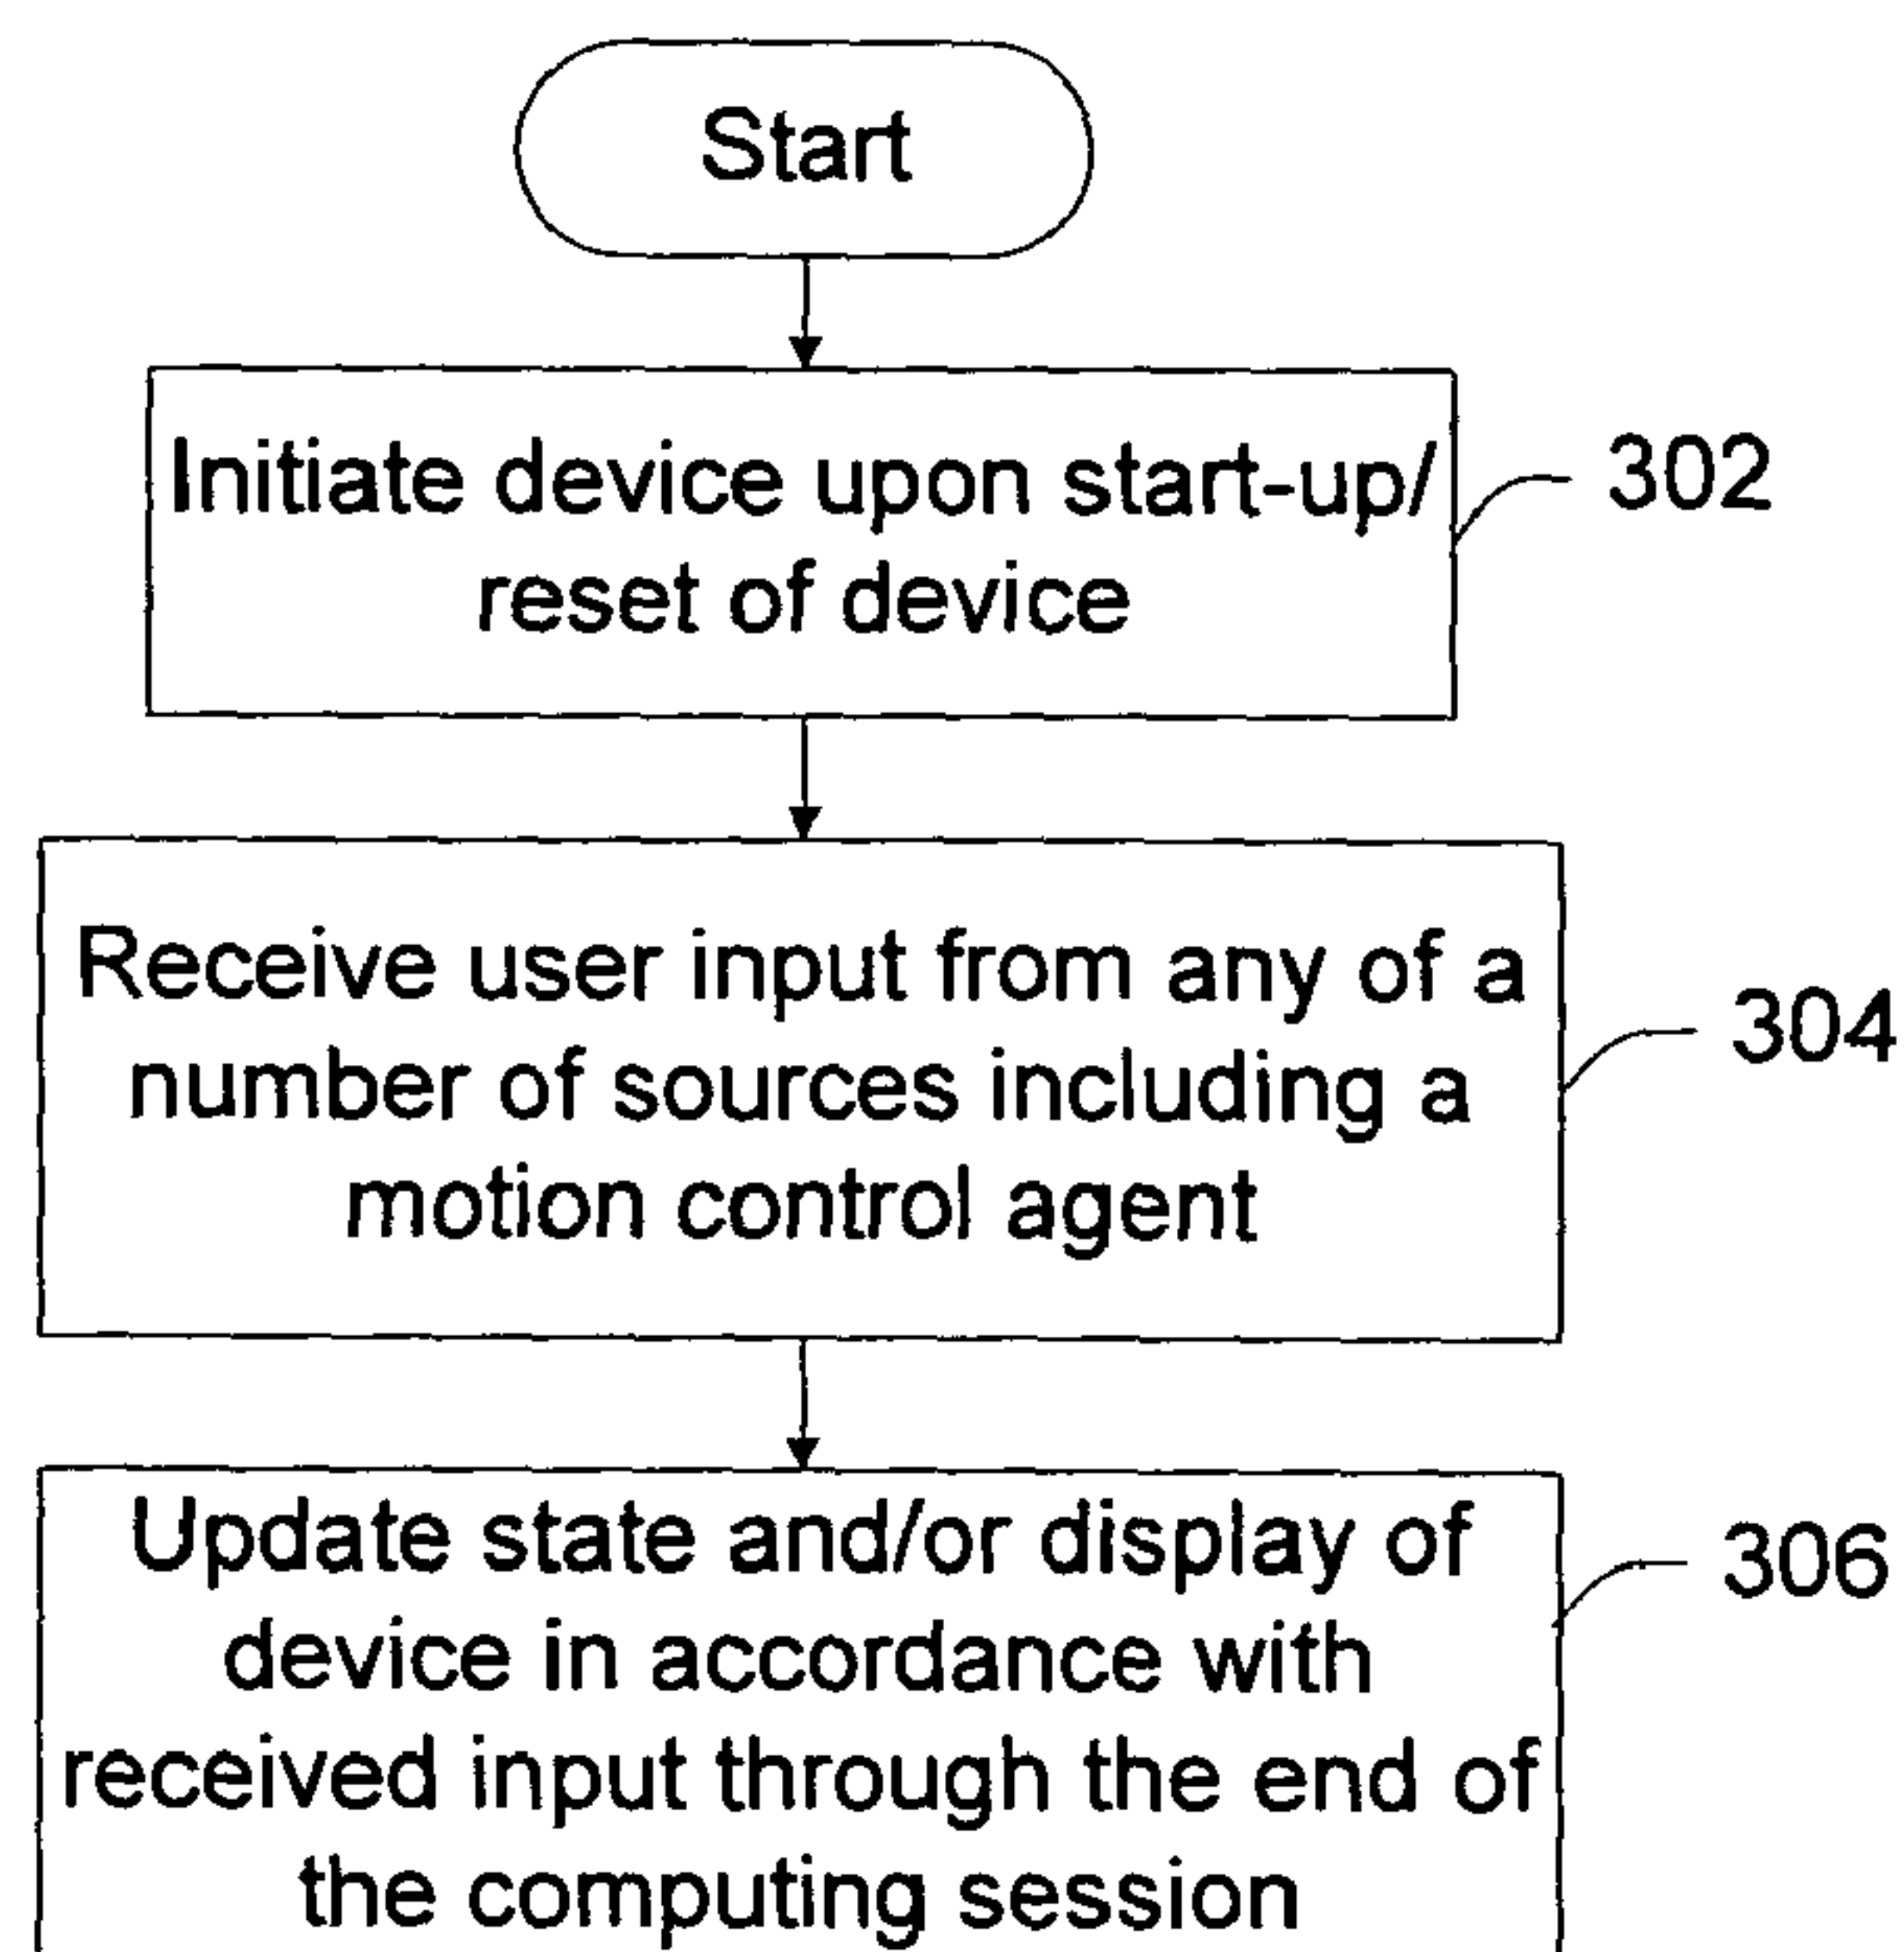 Start
Initiate device upon start-up/
reset of device
302
Receive user input from any of a
number of sources including a
motion control agent
304
Update state and/or display of
device in accordance with
received input through the end of
the computing session
306